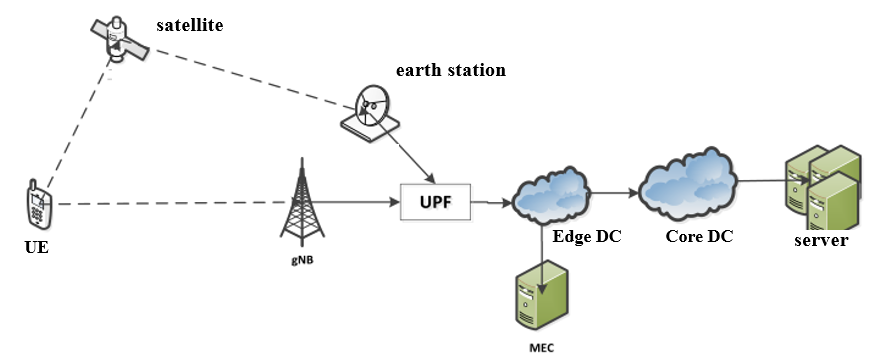 satellite
earth station
UE
gNB
UPF
Edge DC
Core DC
server
MEC